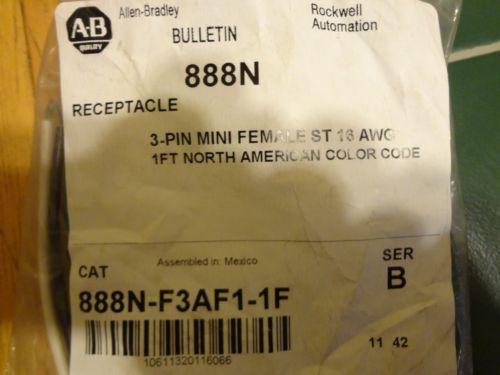 A-B
QUALITY
Allen-Bradley
Rockwell
Automation
BULLETIN
888N
RECEPTACLE
3-PIN MINI FEMALE ST 16 AWG
1FT NORTH AMERICAN COLOR CODE
Assembled in: Mexico
CAT
SER
B
888N-F3AF1-1F
10611320116066
11 42